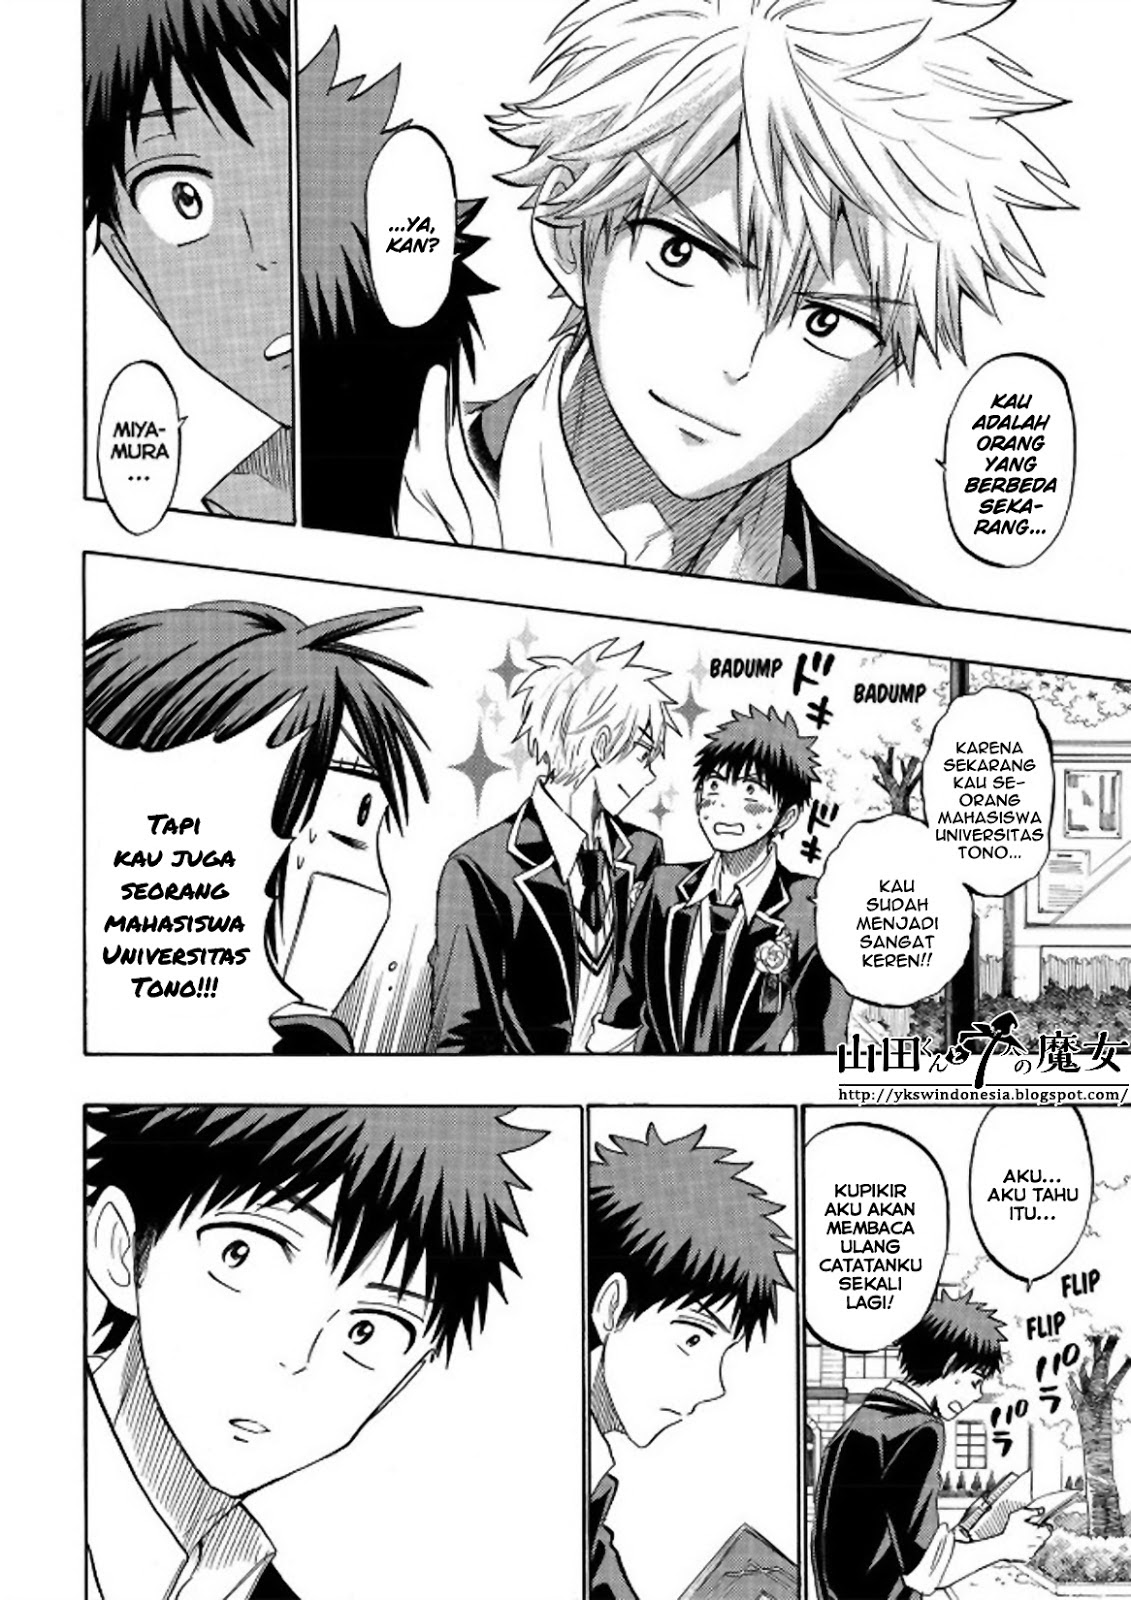 KAU
ADALAH
ORANG
YANG
BERBEDA
SEKA-
RANG...
...YA,
KAN?
MIYA-
MURA
...
KARENA
SEKARANG
KAU SE-
ORANG
MAHASISWA
UNIVERSITAS
TONO...
KAU
SUDAH
MENJADI
SANGAT
KEREN!!
BADUMP
ドキ
BADUMP
ドキ
TAPI
KAU JUGA
SEORANG
MAHASISWA
UNIVERSITAS
TONO!!!
山田くんと7人の魔女
http://ykswindonesia.blogspot.com/
AKU...
AKU TAHU
ITU...
KUPIKIR
AKU AKAN
MEMBACA
ULANG
CATATANKU
SEKALI
LAGI!
FLIP
FLIP
パラ
パラ